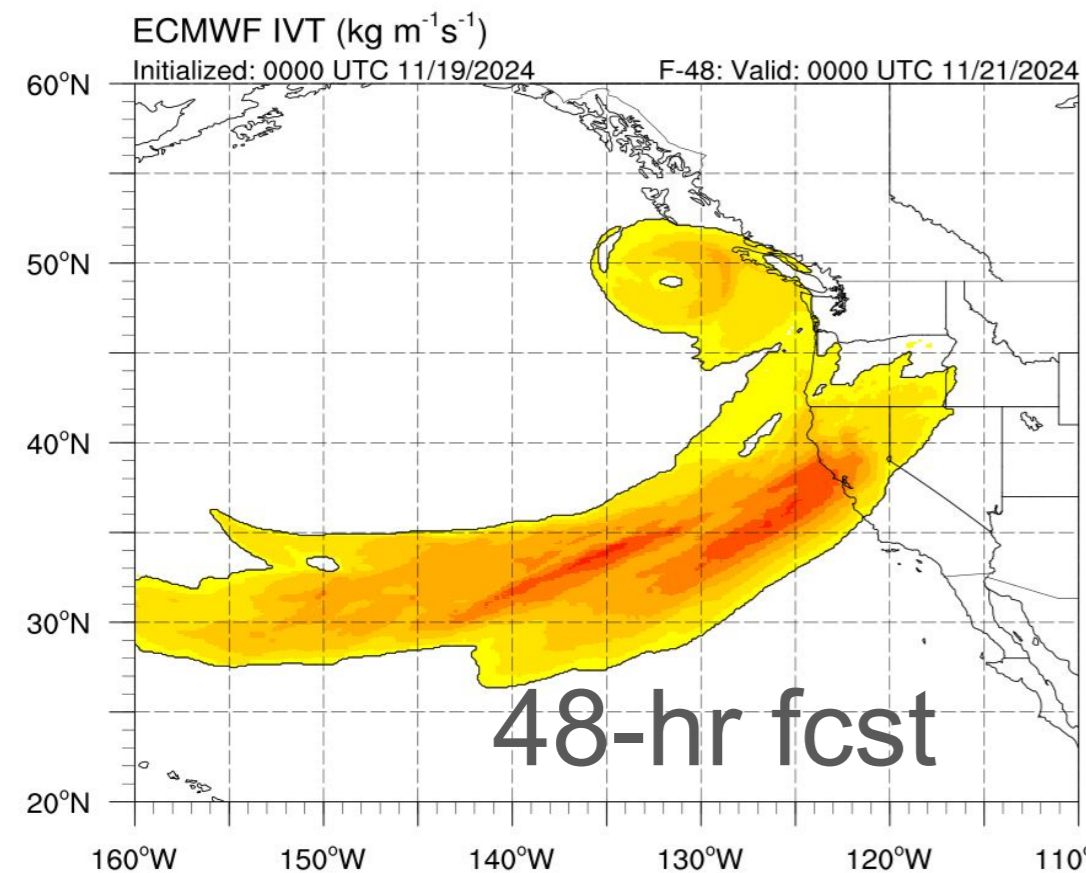 ECMWF IVT (kg m⁻¹s⁻¹)
Initialized: 0000 UTC 11/19/2024
F-48: Valid: 0000 UTC 11/21/2024
60°N
50°N
40°N
30°N
20°N
48-hr fcst
160°W
150°W
140°W
130°W
120°W
110°